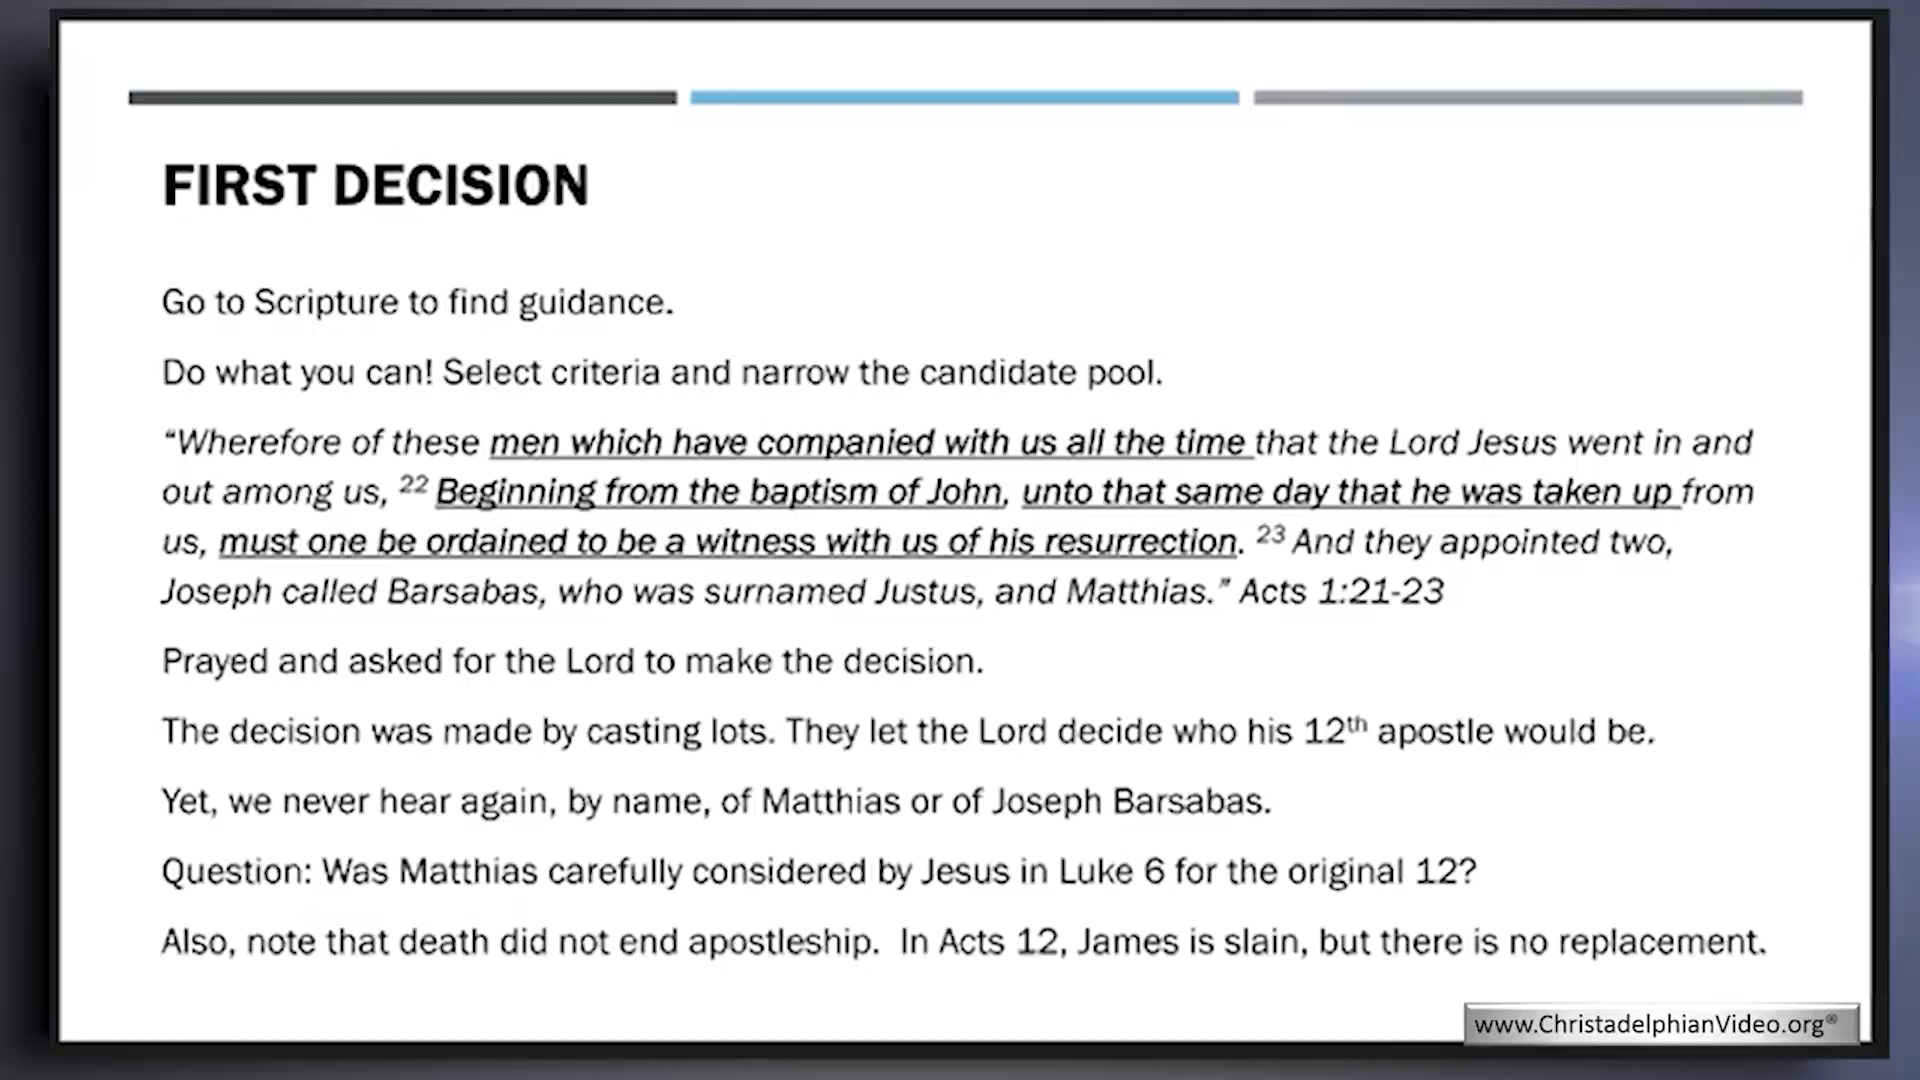 FIRST DECISION
Go to Scripture to find guidance.
Do what you can! Select criteria and narrow the candidate pool.
“Wherefore of these men which have companied with us all the time that the Lord Jesus went in and
out among us, 22 Beginning from the baptism of John, unto that same day that he was taken up from
us, must one be ordained to be a witness with us of his resurrection. 23 And they appointed two,
Joseph called Barsabas, who was surnamed Justus, and Matthias.” Acts 1:21-23
Prayed and asked for the Lord to make the decision.
The decision was made by casting lots. They let the Lord decide who his 12th apostle would be.
Yet, we never hear again, by name, of Matthias or of Joseph Barsabas.
Question: Was Matthias carefully considered by Jesus in Luke 6 for the original 12?
Also, note that death did not end apostleship.  In Acts 12, James is slain, but there is no replacement.
www.ChristadelphianVideo.org®